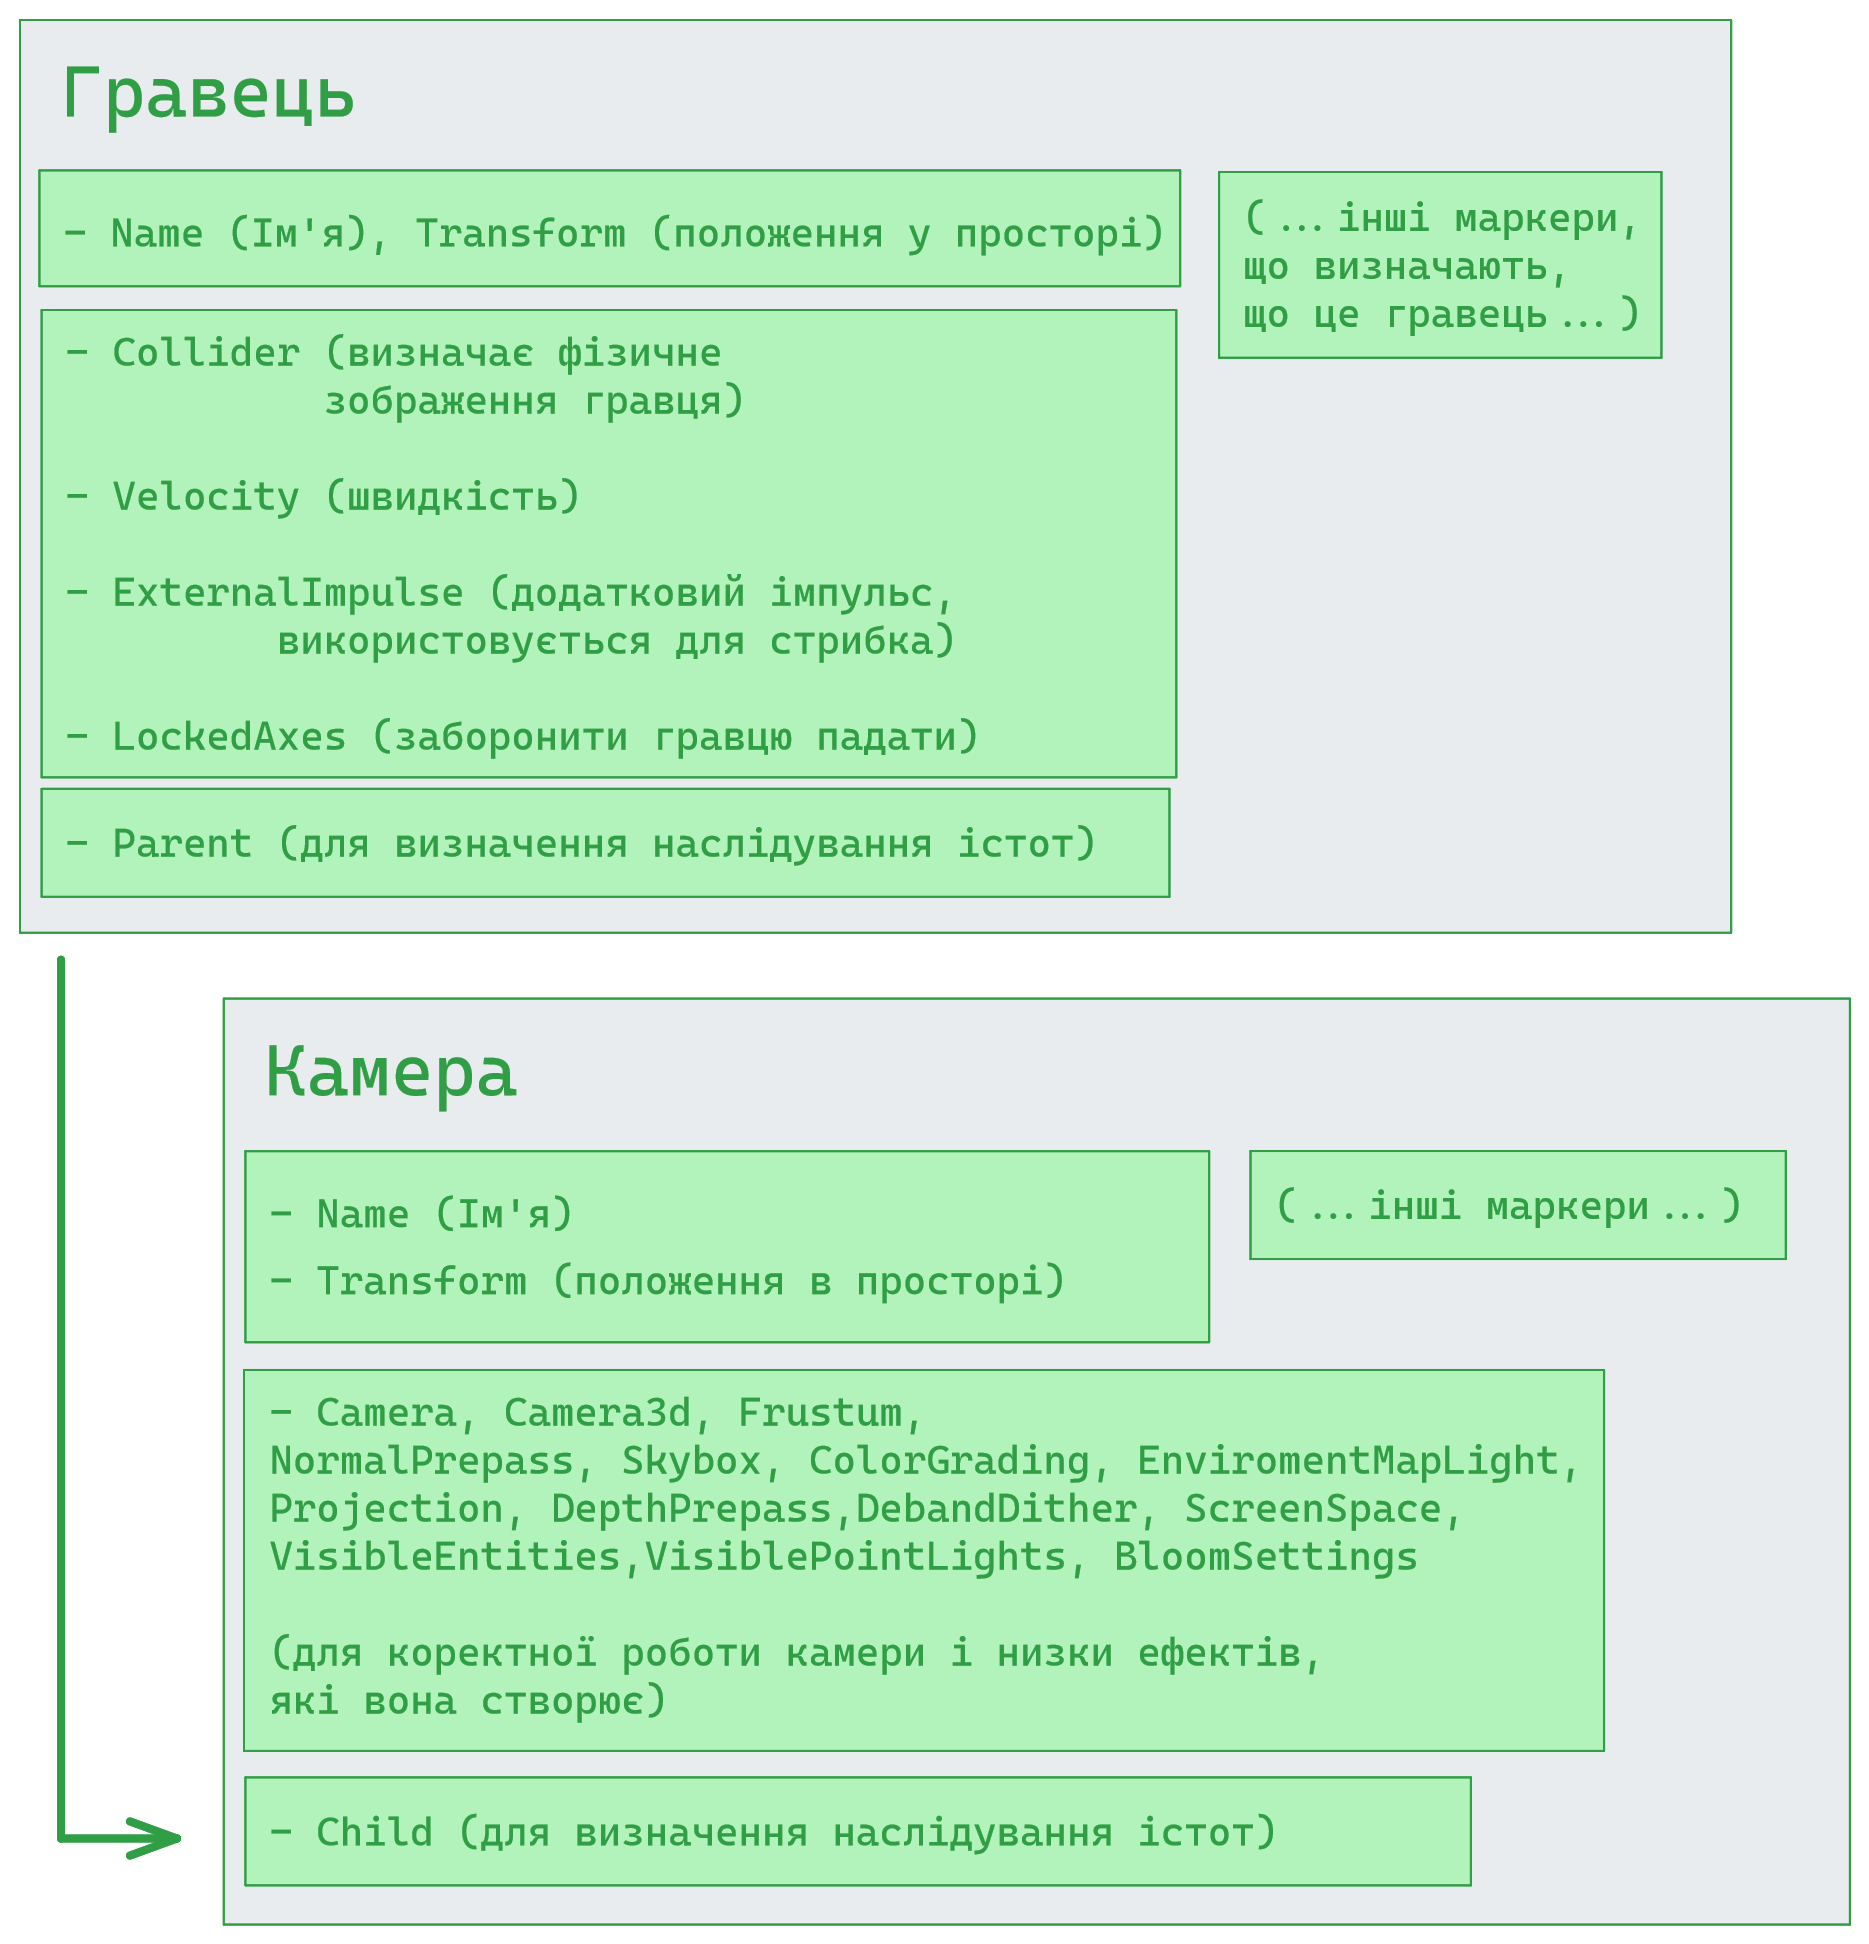 Гравець
- Name (Ім'я), Transform (положення у просторі)
(...інші маркери,
що визначають,
що це гравець...)
- Collider (визначає фізичне
зображення гравця)
- Velocity (швидкість)
- ExternalImpulse (додатковий імпульс,
використовується для стрибка)
- LockedAxes (заборонити гравцю падати)
- Parent (для визначення наслідування істот)
Камера
- Name (Ім'я)
- Transform (положення в просторі)
(...інші маркери...)
- Camera, Camera3d, Frustum,
NormalPrepass, Skybox, ColorGrading, EnviromentMapLight,
Projection, DepthPrepass,DebandDither, ScreenSpace,
VisibleEntities,VisiblePointLights, BloomSettings
(для коректної роботи камери і низки ефектів,
які вона створює)
- Child (для визначення наслідування істот)